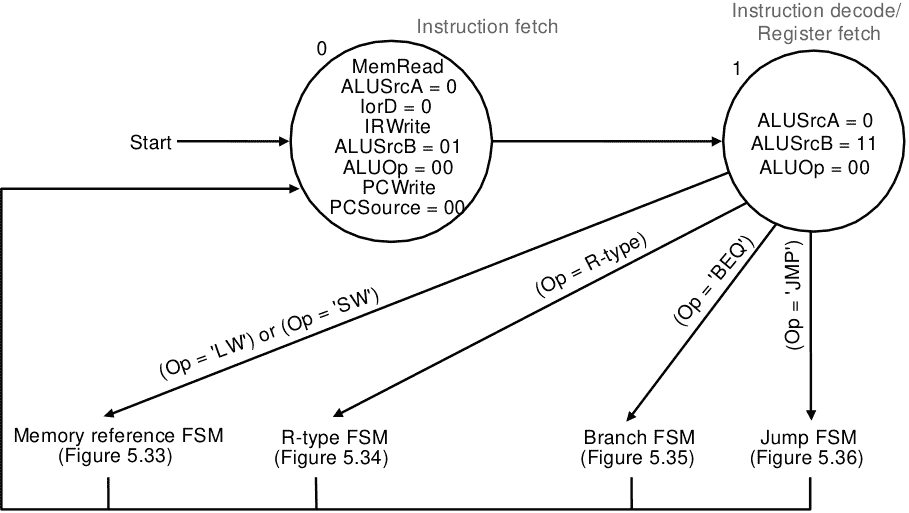 Instruction fetch
Instruction decode/
Register fetch
0
1
Start
MemRead
ALUSrcA = 0
IorD = 0
IRWrite
ALUSrcB = 01
ALUOp = 00
PCWrite
PCSource = 00
ALUSrcA = 0
ALUSrcB = 11
ALUOp = 00
(Op = 'LW') or (Op = 'SW')
(Op = R-type)
(Op = 'BEQ')
(Op = 'JMP')
Memory reference FSM
(Figure 5.33)
R-type FSM
(Figure 5.34)
Branch FSM
(Figure 5.35)
Jump FSM
(Figure 5.36)